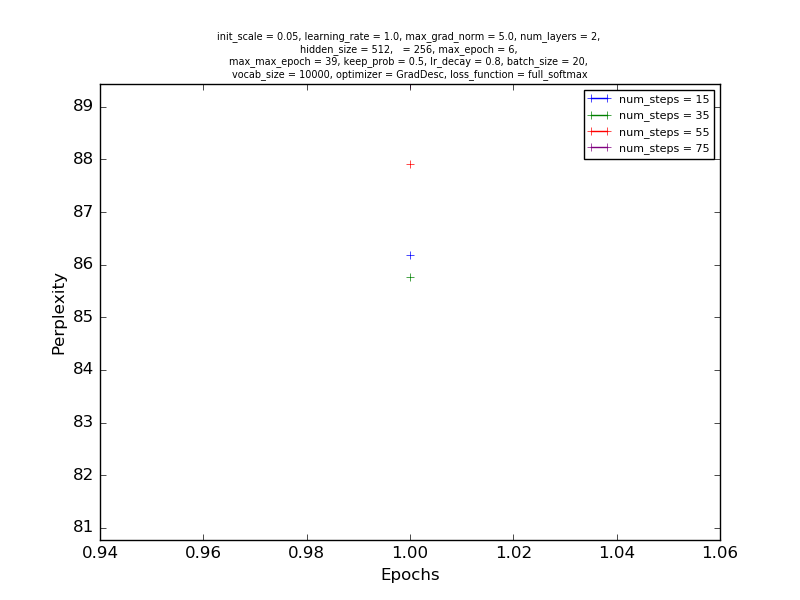 init_scale = 0.05, learning_rate = 1.0, max_grad_norm = 5.0, num_layers = 2,
hidden_size = 512,   = 256, max_epoch = 6,
max_max_epoch = 39, keep_prob = 0.5, lr_decay = 0.8, batch_size = 20,
vocab_size = 10000, optimizer = GradDesc, loss_function = full_softmax
num_steps = 15
num_steps = 35
num_steps = 55
num_steps = 75
89
88
87
86
85
84
83
82
81
Perplexity
0.94 0.96 0.98 1.00 1.02 1.04 1.06
Epochs